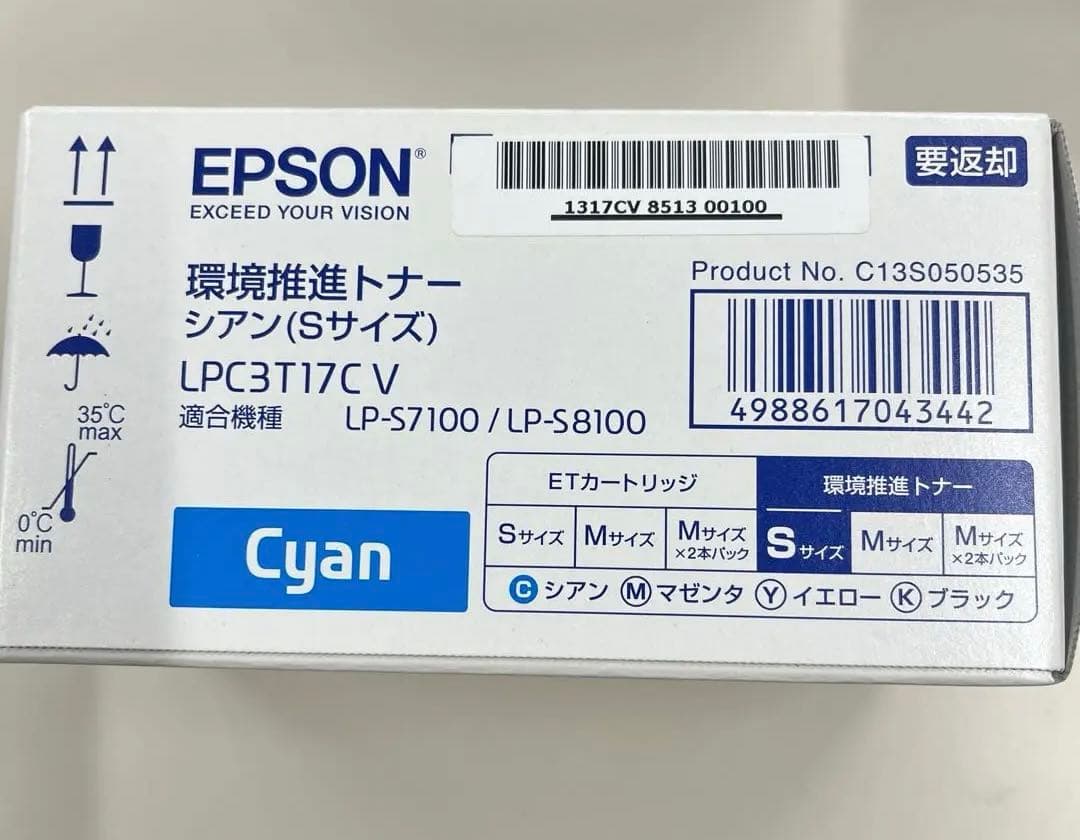 EPSON®
EXCEED YOUR VISION
1317CV 8513 00100
要返却
環境推進トナー
シアン(Sサイズ)
LPC3T17C V
適合機種 LP-S7100 / LP-S8100
Product No. C13S050535
4988617043442
35℃
max
0℃
min
Cyan
ETカートリッジ 環境推進トナー
Sサイズ Mサイズ Mサイズ ×2本パック Sサイズ Mサイズ Mサイズ ×2本パック
C シアン M マゼンタ Y イエロー K ブラック